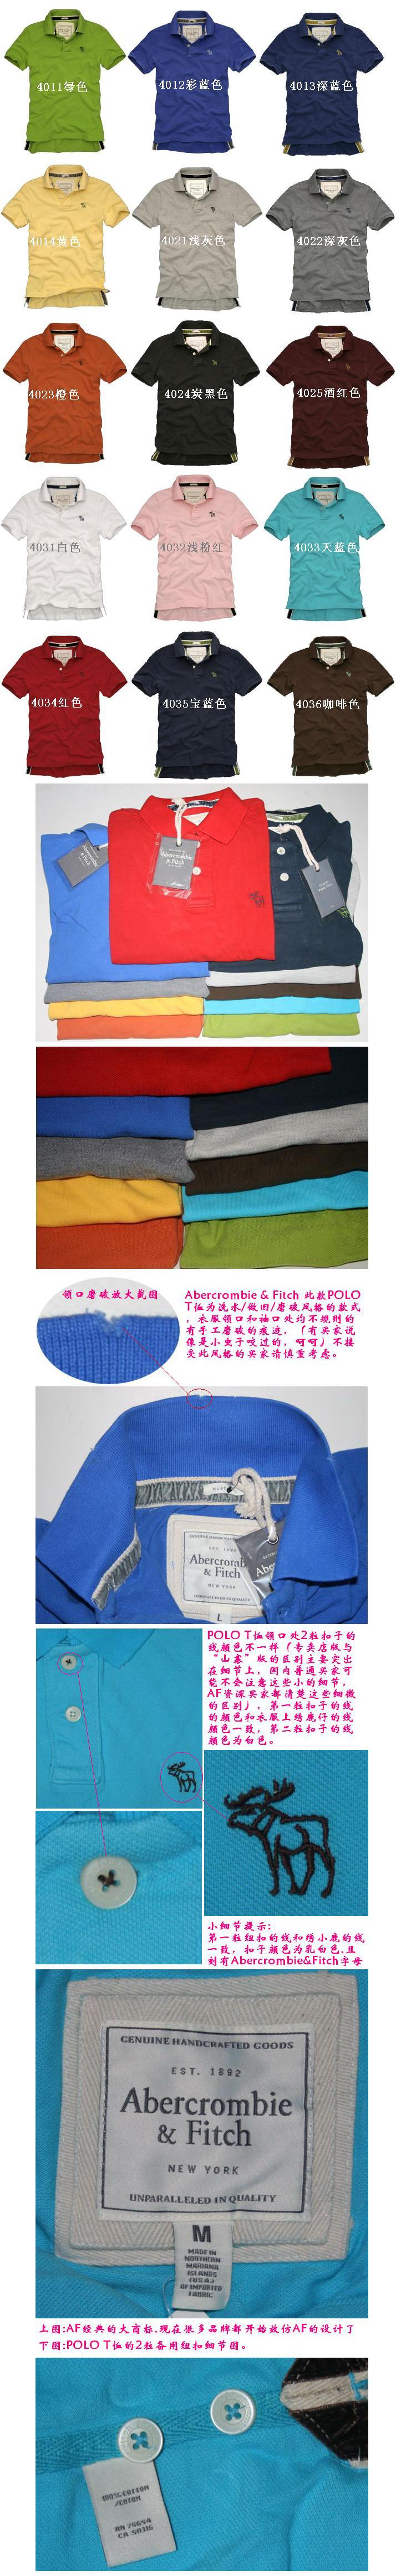 4011绿色
4012彩蓝色
4013深蓝色
4014黄色
4021浅灰色
4022深灰色
4023橙色
4024炭黑色
4025酒红色
4031白色
4032浅粉红
4033天蓝色
4034红色
4035宝蓝色
4036咖啡色
Abercrombie
& Fitch
领口磨破放大截图
Abercrombie & Fitch 此款POLO
T恤为洗水/做旧/磨破风格的款式
,衣服领口和袖口处均不规则的
有手工磨破的痕迹,(有买家说
像是小虫子咬过的,呵呵)不接
受此风格的买家请慎重考虑。
GENUINE HANDCRAFTED GOODS
EST. 1892
Abercrom
& Fitch
NEW YORK
L
POLO T恤领口处2粒扣子的
线颜色不一样(专卖店版与
“山寨”版的区别主要突出
在细节上,国内普通买家可
能不会注意这些小的细节,
AF资深买家都清楚这些细微
的区别),第一粒扣子的线
的颜色和衣服上绣鹿仔的线
颜色一致,第二粒扣子的线
颜色为白色。
小细节提示:
第一粒纽扣的线和绣小鹿的线
一致,扣子颜色为乳白色.且
刻有Abercrombie&Fitch字母
GENUINE HANDCRAFTED GOODS
EST. 1892
Abercrombie
& Fitch
NEW YORK
UNPARALLELED IN QUALITY
M
MADE IN
NORTHERN
MARIANA
ISLANDS
(U.S.A.)
OF IMPORTED
FABRIC
上图:AF经典的大商标.现在很多品牌都开始放仿AF的设计了
下图:POLO T恤的2粒备用纽扣细节图。
100% COTTON
/COTON
RN 75654
CA 50316